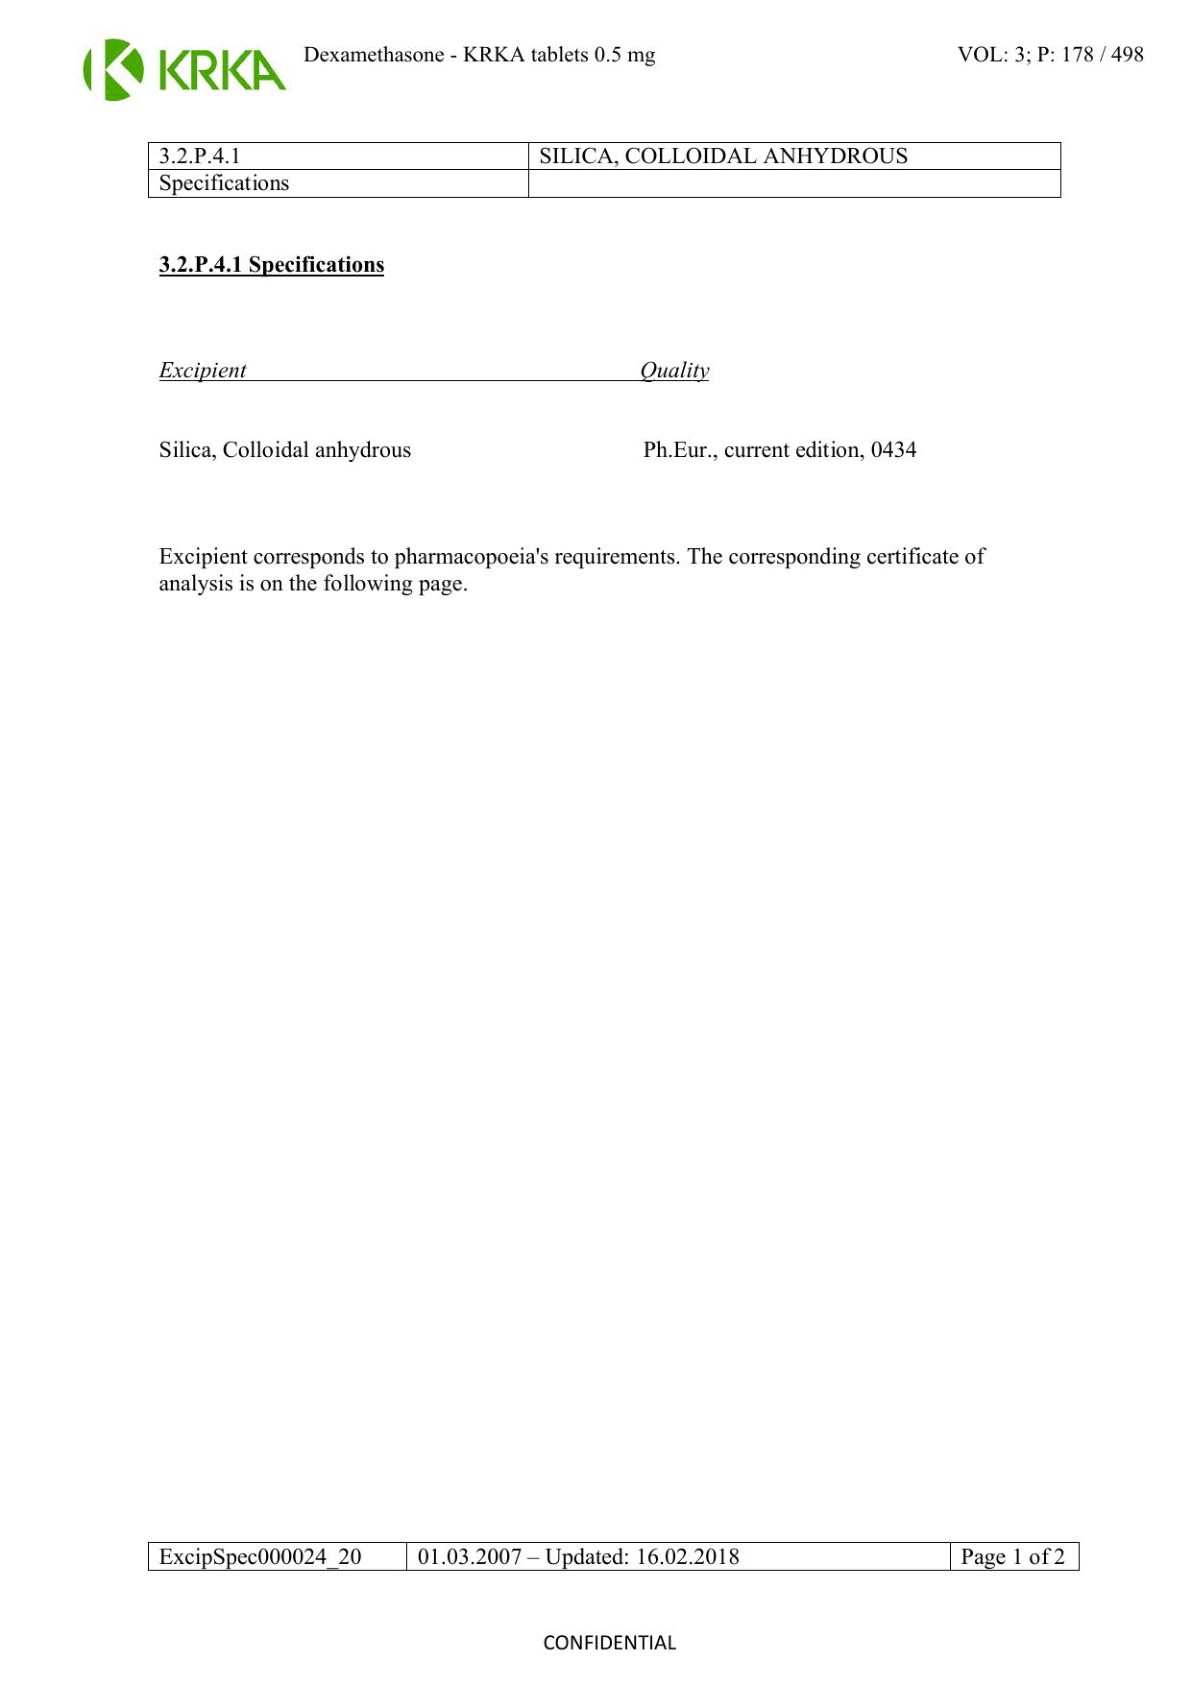 KRKA Dexamethasone - KRKA tablets 0.5 mg VOL: 3; P: 178 / 498
3.2.P.4.1 SILICA, COLLOIDAL ANHYDROUS
Specifications
3.2.P.4.1 Specifications
Excipient Quality
Silica, Colloidal anhydrous Ph.Eur., current edition, 0434
Excipient corresponds to pharmacopoeia's requirements. The corresponding certificate of
analysis is on the following page.
ExcipSpec000024_20 01.03.2007 – Updated: 16.02.2018 Page 1 of 2
CONFIDENTIAL